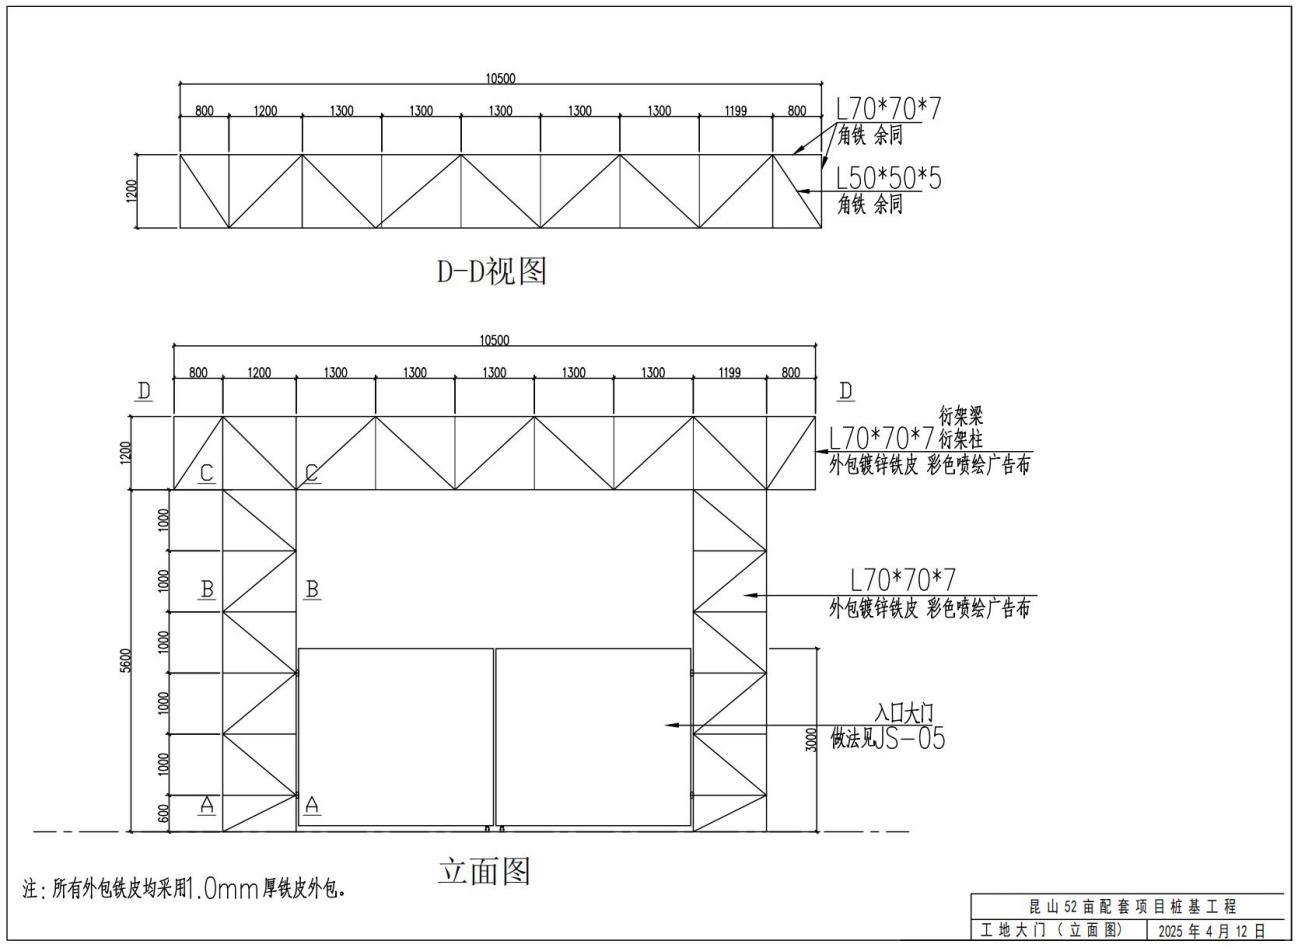 10500
800 1200 1300 1300 1300 1300 1300 1199 800
L70*70*7
角铁 余同
1200
L50*50*5
角铁 余同
D-D视图
10500
800 1200 1300 1300 1300 1300 1300 1199 800
D D
衍架梁
L70*70*7 衍架柱
外包镀锌铁皮 彩色喷绘广告布
1200
C C
1000
1000
B B
L70*70*7
外包镀锌铁皮 彩色喷绘广告布
1000
5600
1000
入口大门
做法见JS-05
3000
1000
A A
600
立面图
注：所有外包铁皮均采用1.0mm厚铁皮外包。
昆山52亩配套项目桩基工程
工地大门（立面图） 2025年4月12日